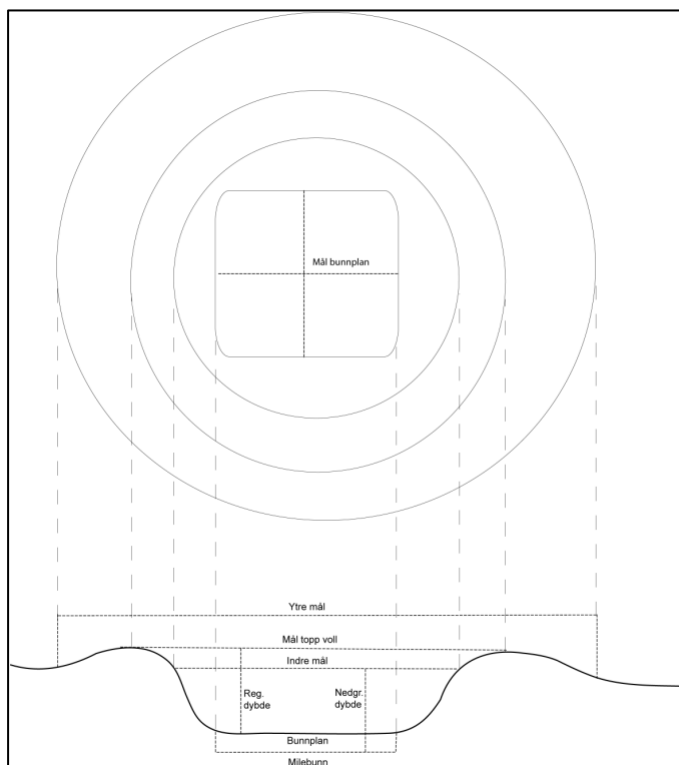 Mål bunnplan
Ytre mål
Mål topp voll
Indre mål
Reg.
dybde
Nedgr.
dybde
Bunnplan
Milebunn